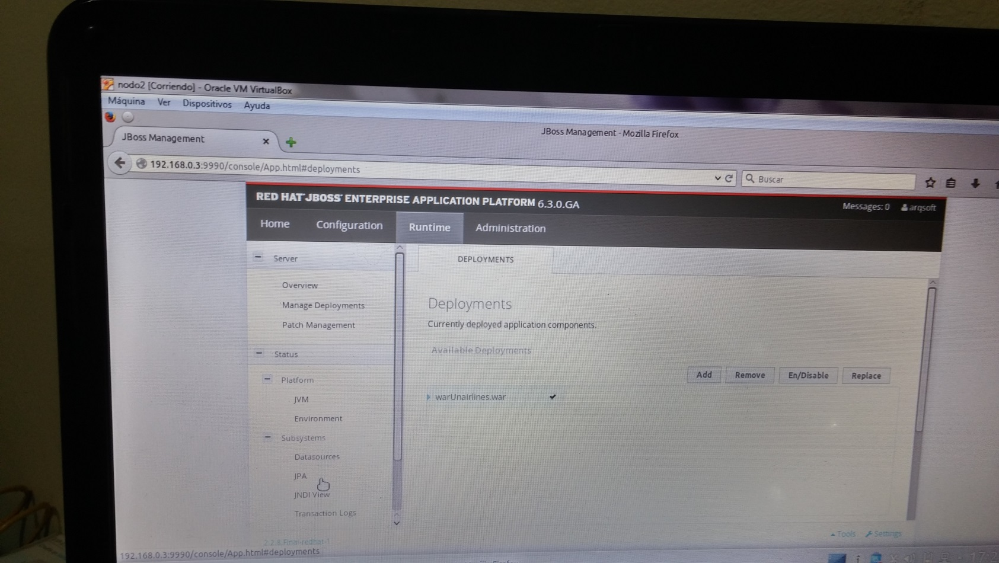 nodo2 [Corriendo] - Oracle VM VirtualBox
Máquina Ver Dispositivos Ayuda
JBoss Management - Mozilla Firefox
JBoss Management
192.168.0.3:9990/console/App.html#deployments
Buscar
RED HAT JBOSS ENTERPRISE APPLICATION PLATFORM 6.3.0.GA
Messages: 0 arqsoft
Home Configuration Runtime Administration
Server
Overview
Manage Deployments
Patch Management
Status
Platform
JVM
Environment
Subsystems
Datasources
JPA
JNDI View
Transaction Logs
DEPLOYMENTS
Deployments
Currently deployed application components.
Available Deployments
Add Remove En/Disable Replace
warUnairlines.war
2.2.8.Final-redhat-1
Tools Settings
192.168.0.3:9990/console/App.html#deployments